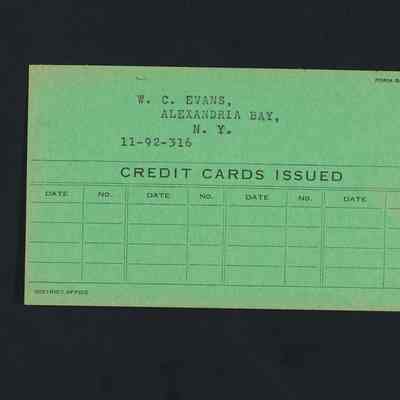 W. C. EVANS,
ALEXANDRIA BAY,
N. Y.
11-92-316
CREDIT CARDS ISSUED
DATE No. DATE No. DATE No. DATE
DISTRICT OFFICE